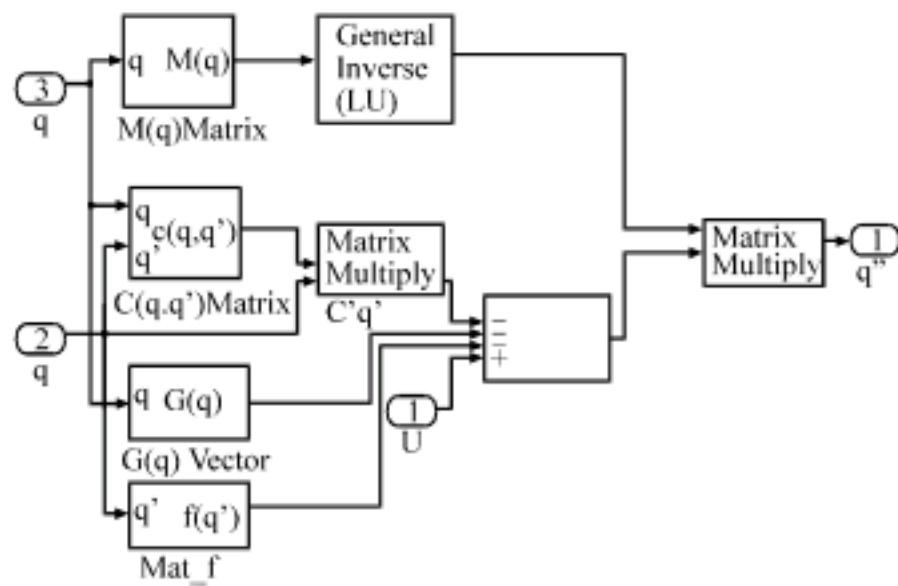 q M(q)
General
Inverse
(LU)
3
q
M(q)Matrix
q
c(q,q’)
q’
Matrix
Multiply
Matrix
Multiply
1
q”
C(q.q’)Matrix
C’q’
2
q
−
−
−
+
q G(q)
1
U
G(q) Vector
q’ f(q’)
Mat_f